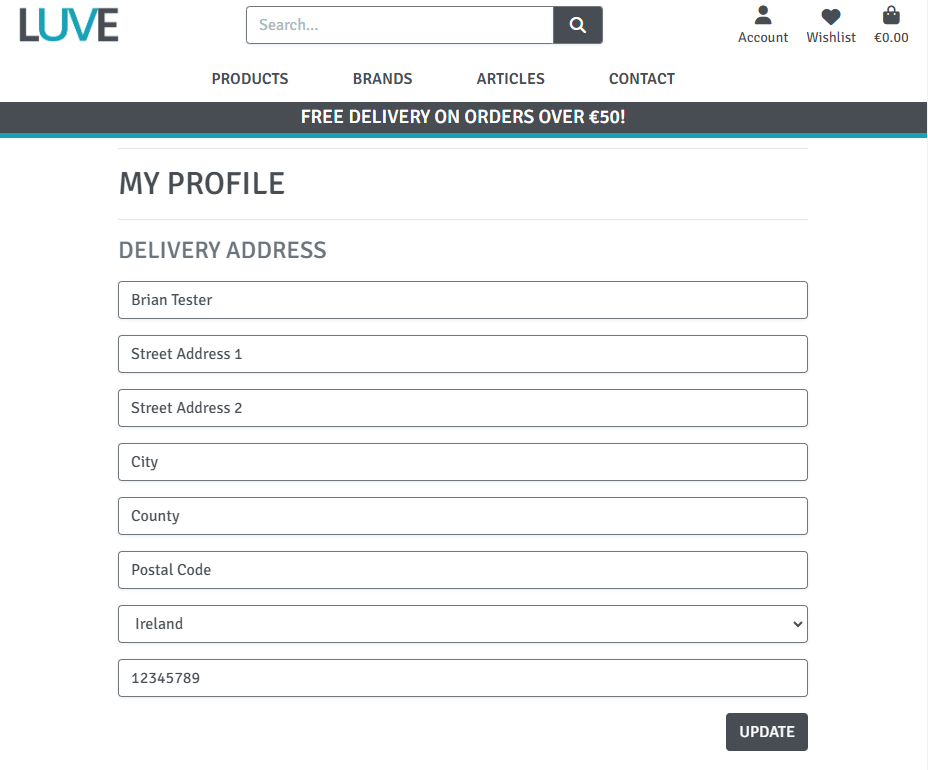 LUVE
Search...
Account
Wishlist
€0.00
PRODUCTS
BRANDS
ARTICLES
CONTACT
FREE DELIVERY ON ORDERS OVER €50!
MY PROFILE
DELIVERY ADDRESS
Brian Tester
Street Address 1
Street Address 2
City
County
Postal Code
Ireland
12345789
UPDATE